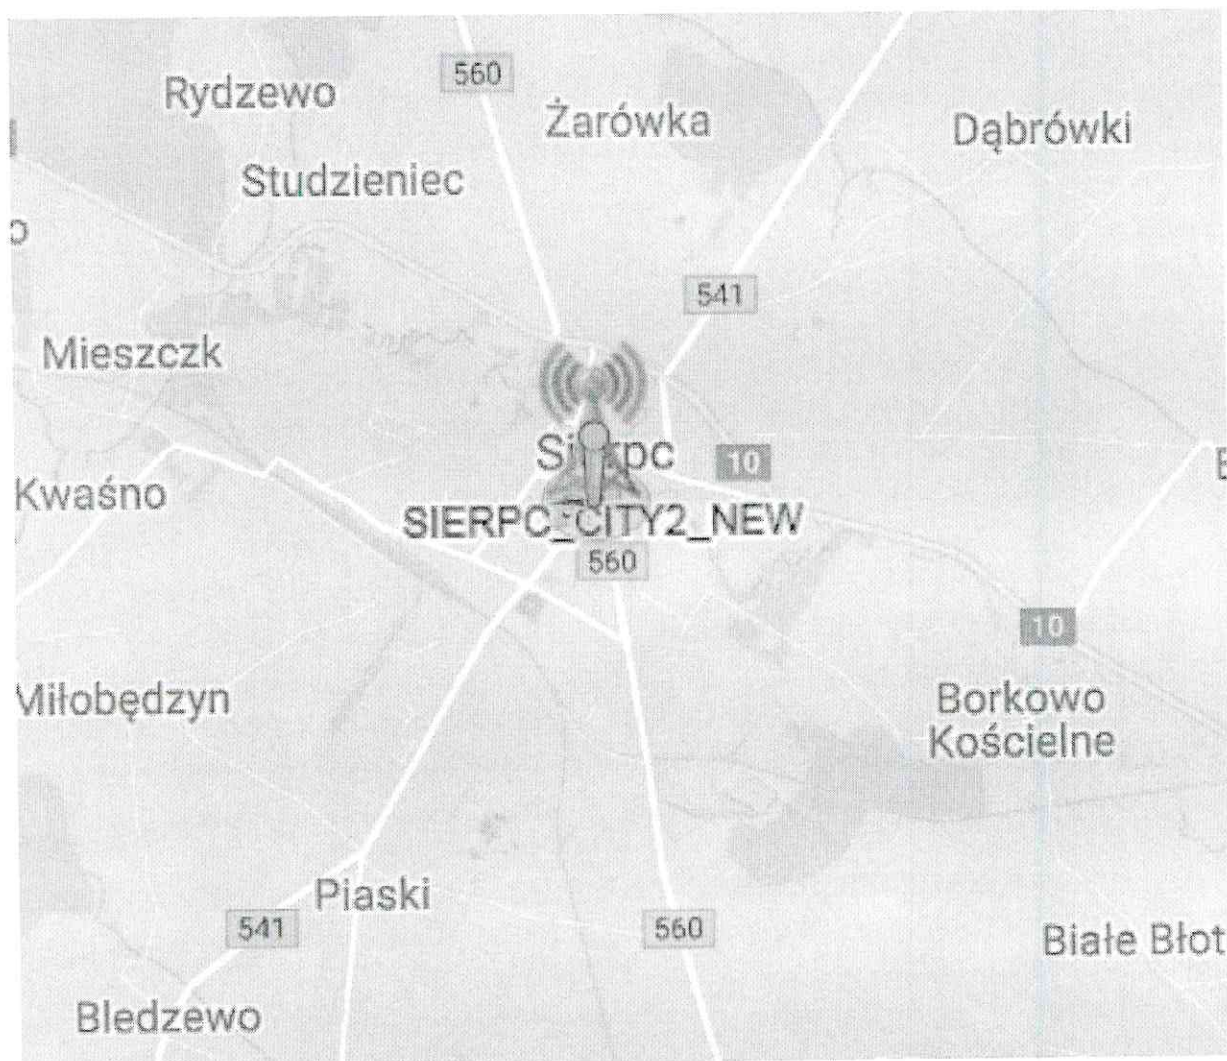 560
Rydzewo
Żarówka
Dąbrówki
Studzieniec
541
Mieszczk
Sierpc
10
Kwaśno
SIERPC_CITY2_NEW
560
10
Miłobędzyn
Borkowo
Kościelne
Piaski
541
560
Białe Błot
Bledzewo